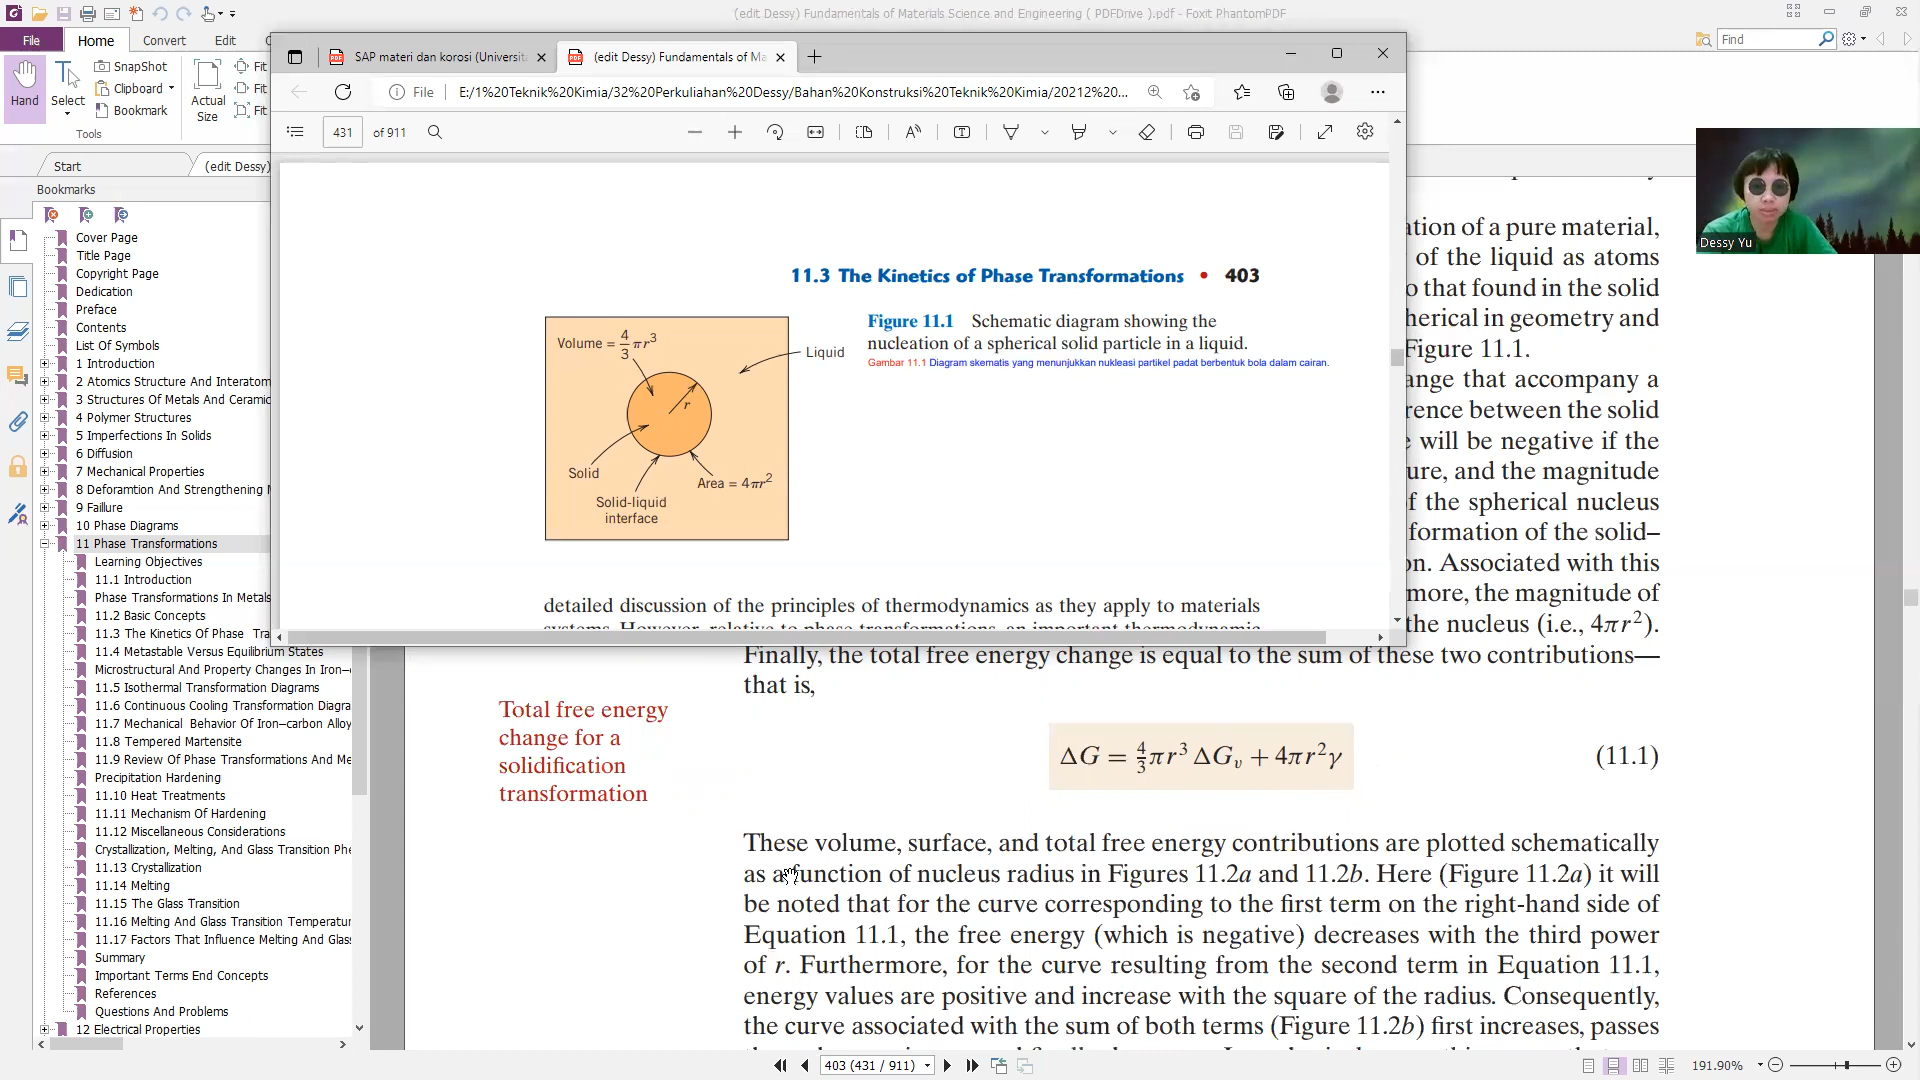 (edit Dessy) Fundamentals of Materials Science and Engineering ( PDFDrive ).pdf - Foxit PhantomPDF
File
Home
Convert
Edit
Find
Hand
Select
SnapShot
Clipboard
Bookmark
Actual
Size
Fit
Fit
Fit
Tools
Start
(edit Dessy)
Bookmarks
Cover Page
Title Page
Copyright Page
Dedication
Preface
Contents
List Of Symbols
1 Introduction
2 Atomics Structure And Interatom
3 Structures Of Metals And Ceramic
4 Polymer Structures
5 Imperfections In Solids
6 Diffusion
7 Mechanical Properties
8 Deforamtion And Strengthening
9 Faillure
10 Phase Diagrams
11 Phase Transformations
Learning Objectives
11.1 Introduction
Phase Transformations In Metals
11.2 Basic Concepts
11.3 The Kinetics Of Phase Tra
11.4 Metastable Versus Equilibrium States
Microstructural And Property Changes In Iron–
11.5 Isothermal Transformation Diagrams
11.6 Continuous Cooling Transformation Diagra
11.7 Mechanical Behavior Of Iron–carbon Alloy
11.8 Tempered Martensite
11.9 Review Of Phase Transformations And Me
Precipitation Hardening
11.10 Heat Treatments
11.11 Mechanism Of Hardening
11.12 Miscellaneous Considerations
Crystallization, Melting, And Glass Transition Phe
11.13 Crystallization
11.14 Melting
11.15 The Glass Transition
11.16 Melting And Glass Transition Temperatur
11.17 Factors That Influence Melting And Glass
Summary
Important Terms End Concepts
References
Questions And Problems
12 Electrical Properties
SAP materi dan korosi (Universita
(edit Dessy) Fundamentals of Ma
File
E:/1%20Teknik%20Kimia/32%20Perkuliahan%20Dessy/Bahan%20Konstruksi%20Teknik%20Kimia/20212%20...
431 of 911
11.3 The Kinetics of Phase Transformations • 403
Volume = 4/3 πr³
Liquid
r
Solid
Solid-liquid
interface
Area = 4πr²
Figure 11.1 Schematic diagram showing the
nucleation of a spherical solid particle in a liquid.
Gambar 11.1 Diagram skematis yang menunjukkan nukleasi partikel padat berbentuk bola dalam cairan.
detailed discussion of the principles of thermodynamics as they apply to materials
systems. However, relative to phase transformations, an important thermodynamic
Dessy Yu
ation of a pure material,
of the liquid as atoms
o that found in the solid
herical in geometry and
Figure 11.1.
ange that accompany a
rence between the solid
e will be negative if the
ure, and the magnitude
f the spherical nucleus
formation of the solid–
on. Associated with this
more, the magnitude of
the nucleus (i.e., 4πr²).
Finally, the total free energy change is equal to the sum of these two contributions—
that is,
Total free energy
change for a
solidification
transformation
ΔG = 4/3 πr³ ΔGᵥ + 4πr²γ
(11.1)
These volume, surface, and total free energy contributions are plotted schematically
as a function of nucleus radius in Figures 11.2a and 11.2b. Here (Figure 11.2a) it will
be noted that for the curve corresponding to the first term on the right-hand side of
Equation 11.1, the free energy (which is negative) decreases with the third power
of r. Furthermore, for the curve resulting from the second term in Equation 11.1,
energy values are positive and increase with the square of the radius. Consequently,
the curve associated with the sum of both terms (Figure 11.2b) first increases, passes
403 (431 / 911)
191.90%